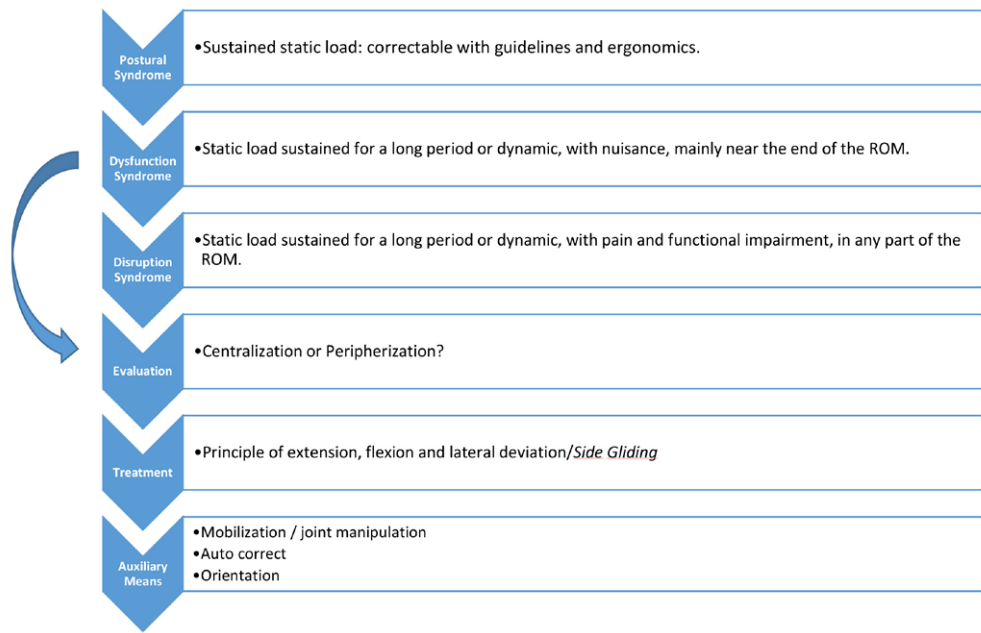 Postural
Syndrome
•Sustained static load: correctable with guidelines and ergonomics.
Dysfunction
Syndrome
•Static load sustained for a long period or dynamic, with nuisance, mainly near the end of the ROM.
Disruption
Syndrome
•Static load sustained for a long period or dynamic, with pain and functional impairment, in any part of the
ROM.
Evaluation
•Centralization or Peripherization?
Treatment
•Principle of extension, flexion and lateral deviation/Side Gliding
Auxiliary
Means
•Mobilization / joint manipulation
•Auto correct
•Orientation